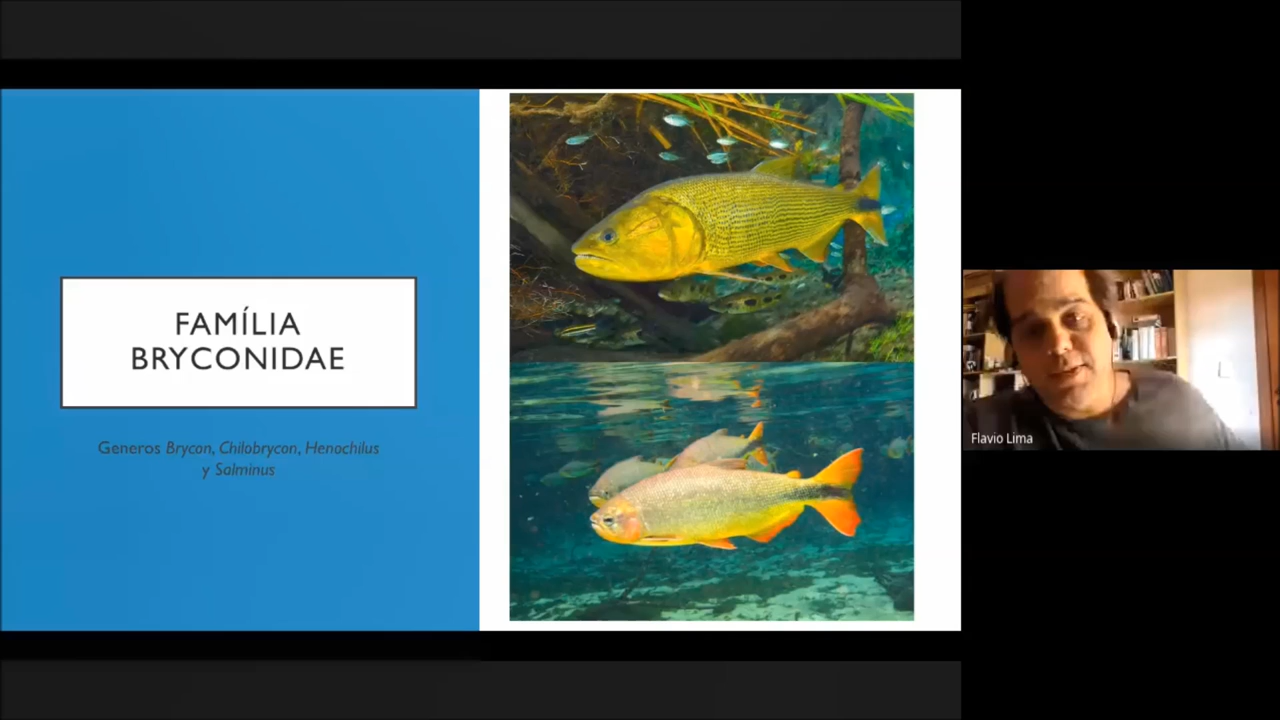 FAMÍLIA
BRYCONIDAE
Generos Brycon, Chilobrycon, Henochilus
y Salminus
Flavio Lima